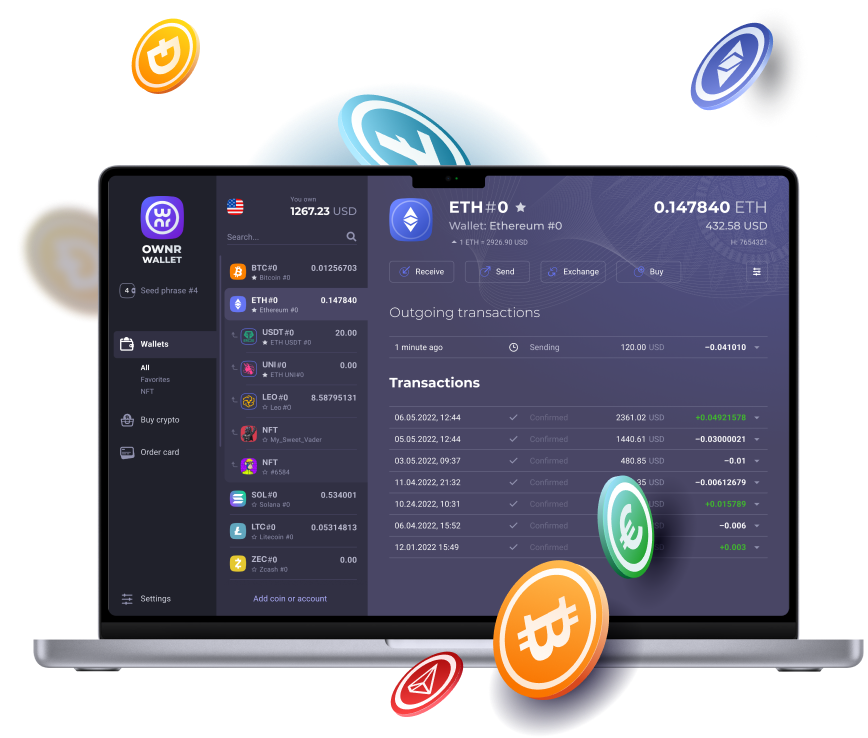 OWNR
WALLET
4
Seed phrase #4
Wallets
All
Favorites
NFT
Buy crypto
Order card
Settings
You own
1267.23 USD
Search...
BTC#0 0.01256703
Bitcoin #0
ETH#0 0.147840
Ethereum #0
USDT#0 20.00
ETH USDT #0
UNI#0 0.00
ETH UNI#0
LEO#0 8.58795131
Leo #0
NFT
My_Sweet_Vader
NFT
#6584
SOL#0 0.534001
Solana #0
LTC#0 0.05314813
Litecoin #0
ZEC#0 0.00
Zcash #0
Add coin or account
ETH#0 0.147840 ETH
Wallet: Ethereum #0 432.58 USD
1 ETH = 2926.90 USD H: 7654321
Receive Send Exchange Buy
Outgoing transactions
1 minute ago Sending 120.00 USD −0.041010
Transactions
06.05.2022, 12:44 Confirmed 2361.02 USD +0.04921578
05.05.2022, 12:44 Confirmed 1440.61 USD −0.03000021
03.05.2022, 09:37 Confirmed 480.85 USD −0.01
11.04.2022, 21:32 Confirmed .35 USD −0.00612679
10.24.2022, 10:31 Confirmed USD +0.015789
06.04.2022, 15:52 Confirmed −0.006
12.01.2022 15:49 Confirmed +0.003